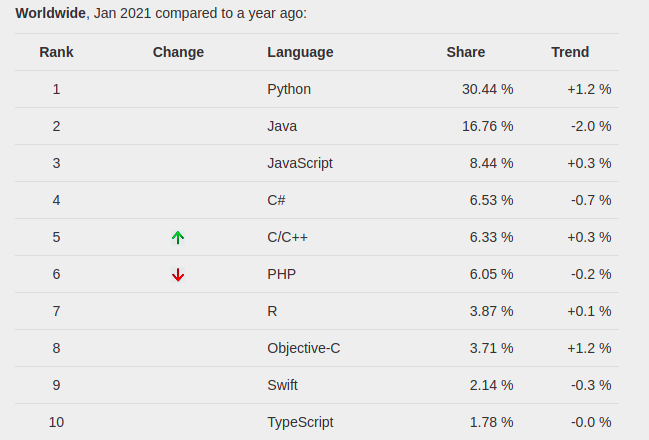 Worldwide, Jan 2021 compared to a year ago:
Rank Change Language Share Trend
1 Python 30.44 % +1.2 %
2 Java 16.76 % -2.0 %
3 JavaScript 8.44 % +0.3 %
4 C# 6.53 % -0.7 %
5 C/C++ 6.33 % +0.3 %
6 PHP 6.05 % -0.2 %
7 R 3.87 % +0.1 %
8 Objective-C 3.71 % +1.2 %
9 Swift 2.14 % -0.3 %
10 TypeScript 1.78 % -0.0 %